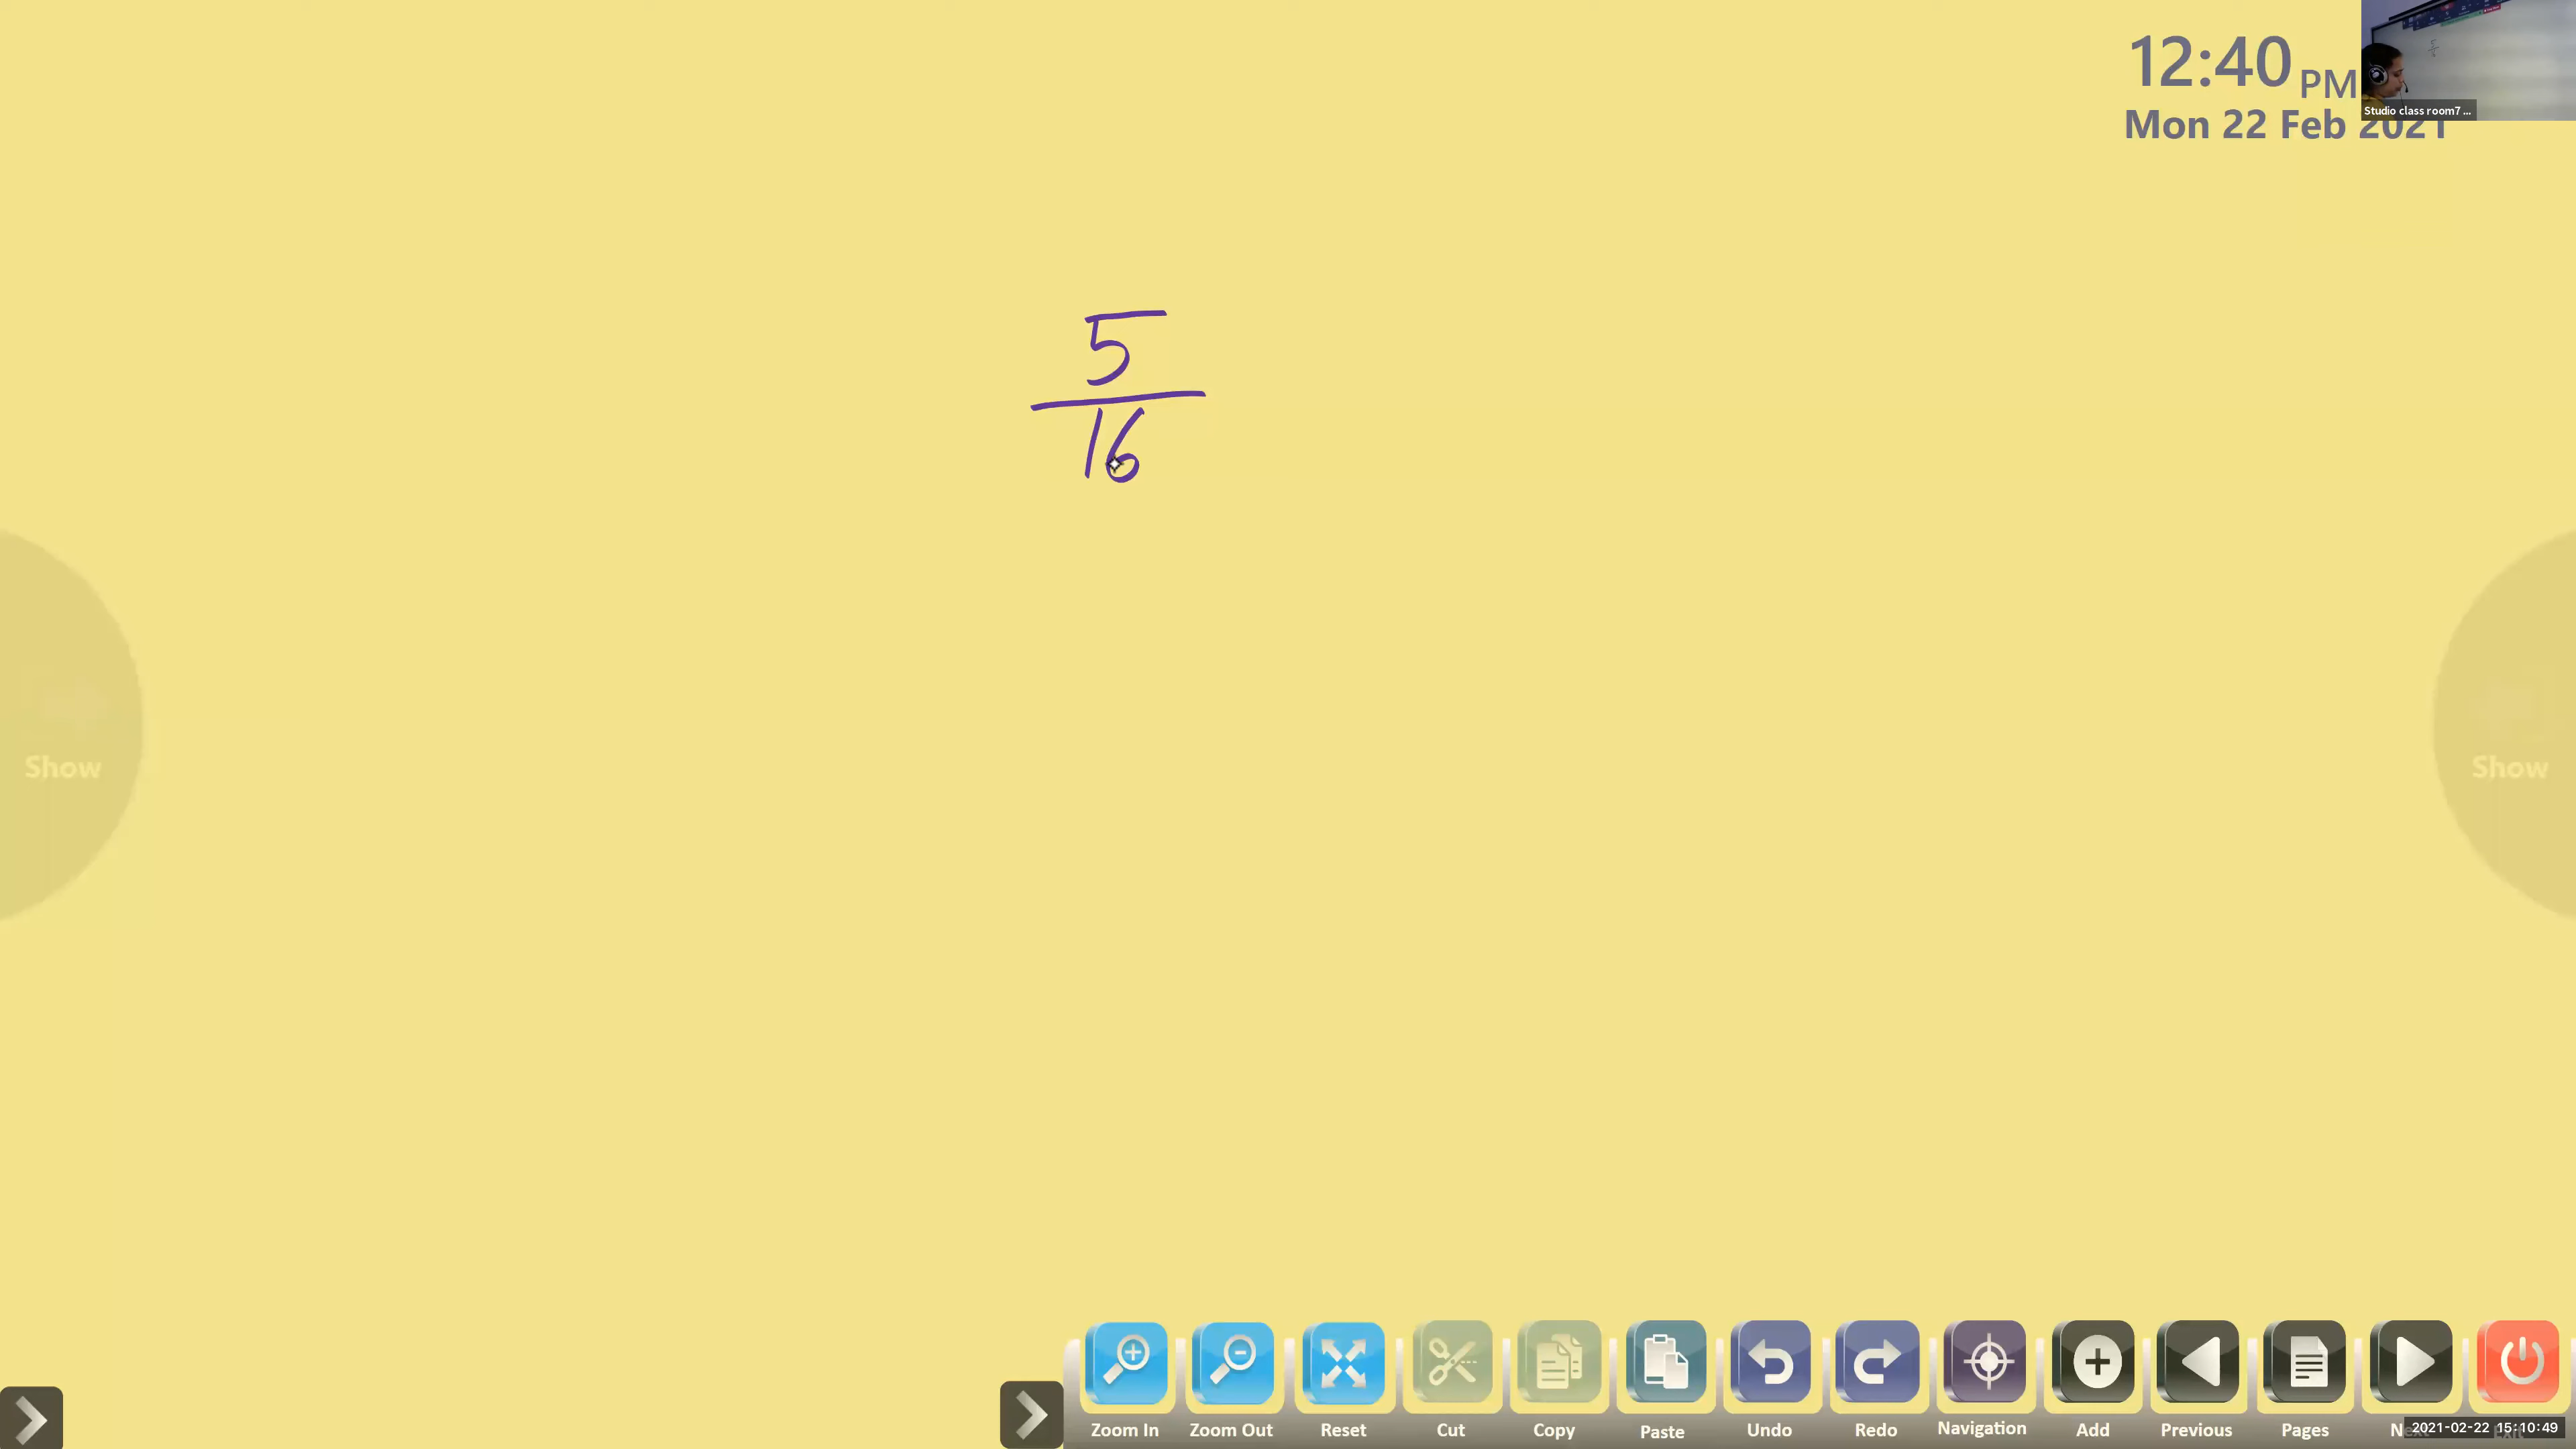 12:40 PM
Mon 22 Feb 2021
Studio class room7 ...
5
16
Show
Show
Zoom In Zoom Out Reset Cut Copy Paste Undo Redo Navigation Add Previous Pages
2021-02-22 15:10:49